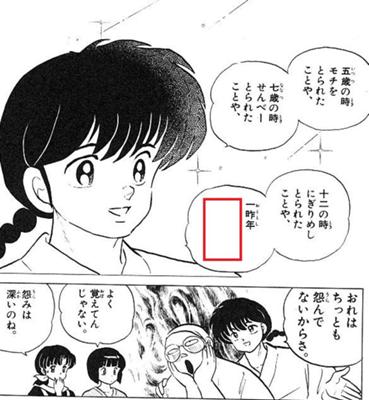 五歳の時
モチを
とられた
ことや、
七歳の時
せんべー
とられた
ことや、
十二の時
にぎりめし
とられた
ことや、
一昨年
おれは
ちっとも
怨んで
ないからさ。
よく
覚えてん
じゃない。
怨みは
深いのね。